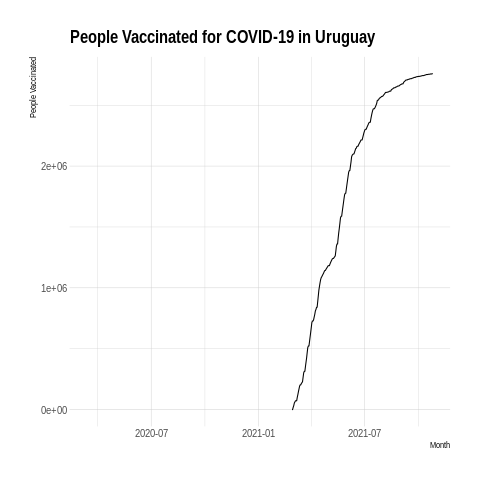 People Vaccinated for COVID-19 in Uruguay
People Vaccinated
2e+06
1e+06
0e+00
2020-07 2021-01 2021-07
Month